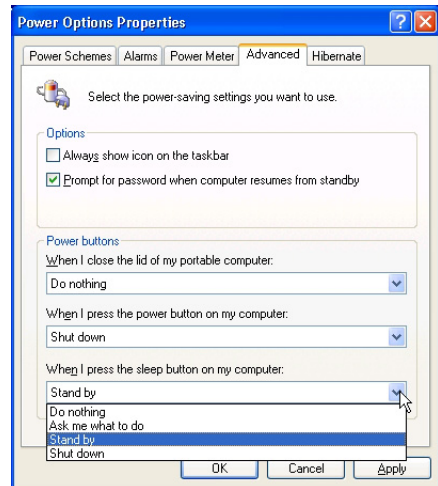 Power Options Properties
Power Schemes Alarms Power Meter Advanced Hibernate
Select the power-saving settings you want to use.
Options
Always show icon on the taskbar
Prompt for password when computer resumes from standby
Power buttons
When I close the lid of my portable computer:
Do nothing
When I press the power button on my computer:
Shut down
When I press the sleep button on my computer:
Stand by
Do nothing
Ask me what to do
Stand by
Shut down
OK Cancel Apply